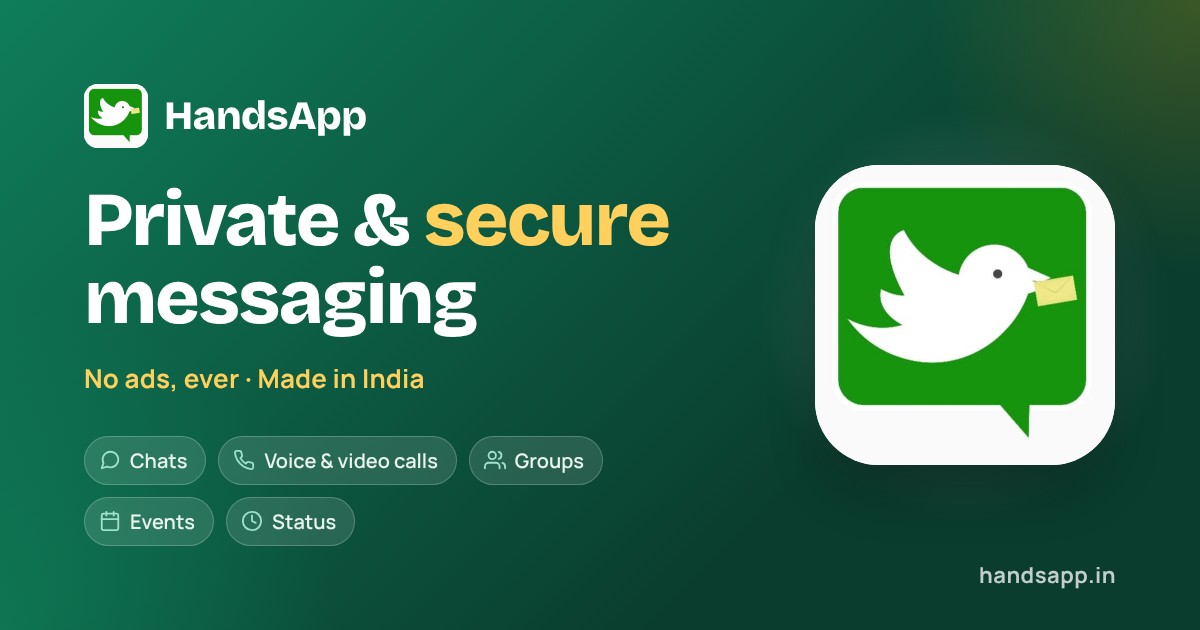 HandsApp
Private & secure
messaging
No ads, ever · Made in India
Chats
Voice & video calls
Groups
Events
Status
handsapp.in